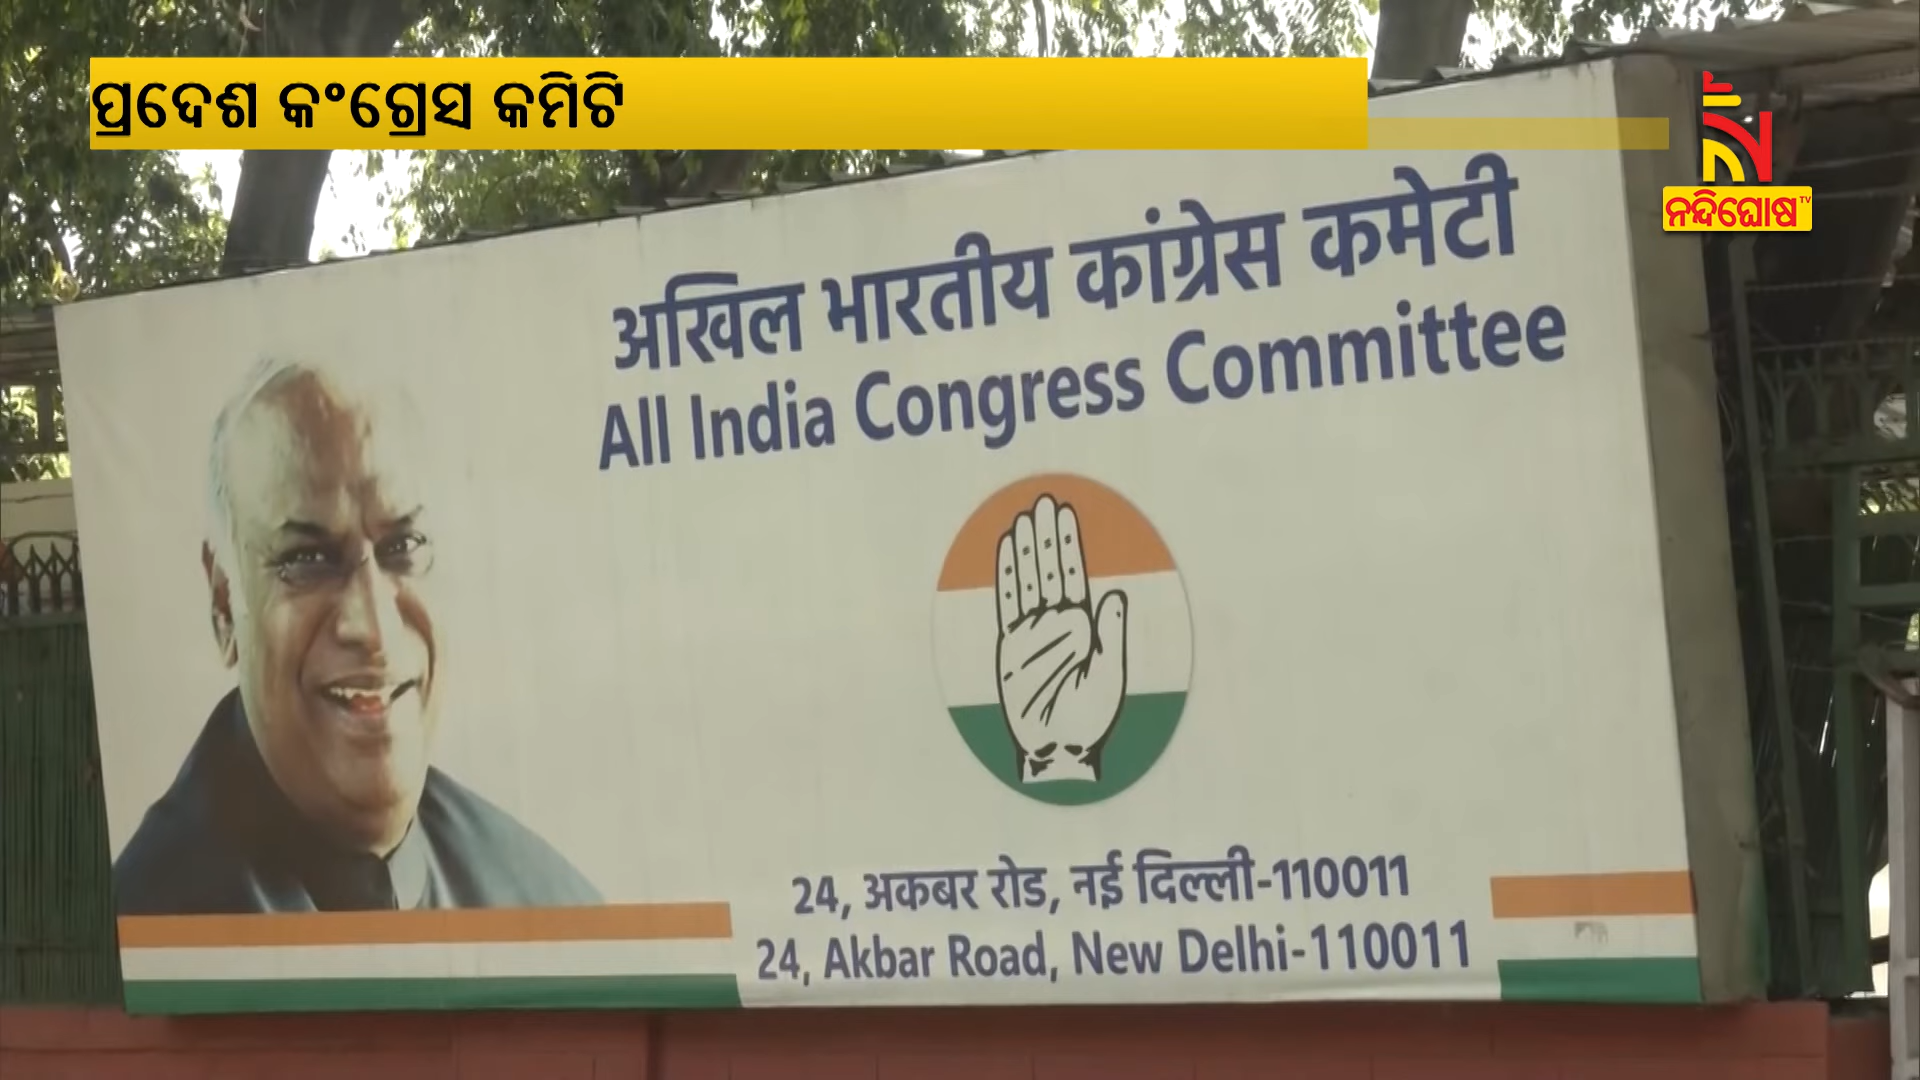 ପ୍ରଦେଶ କଂଗ୍ରେସ କମିଟି
ନନ୍ଦିଘୋଷ TV
अखिल भारतीय कांग्रेस कमेटी
All India Congress Committee
24, अकबर रोड, नई दिल्ली-110011
24, Akbar Road, New Delhi-110011